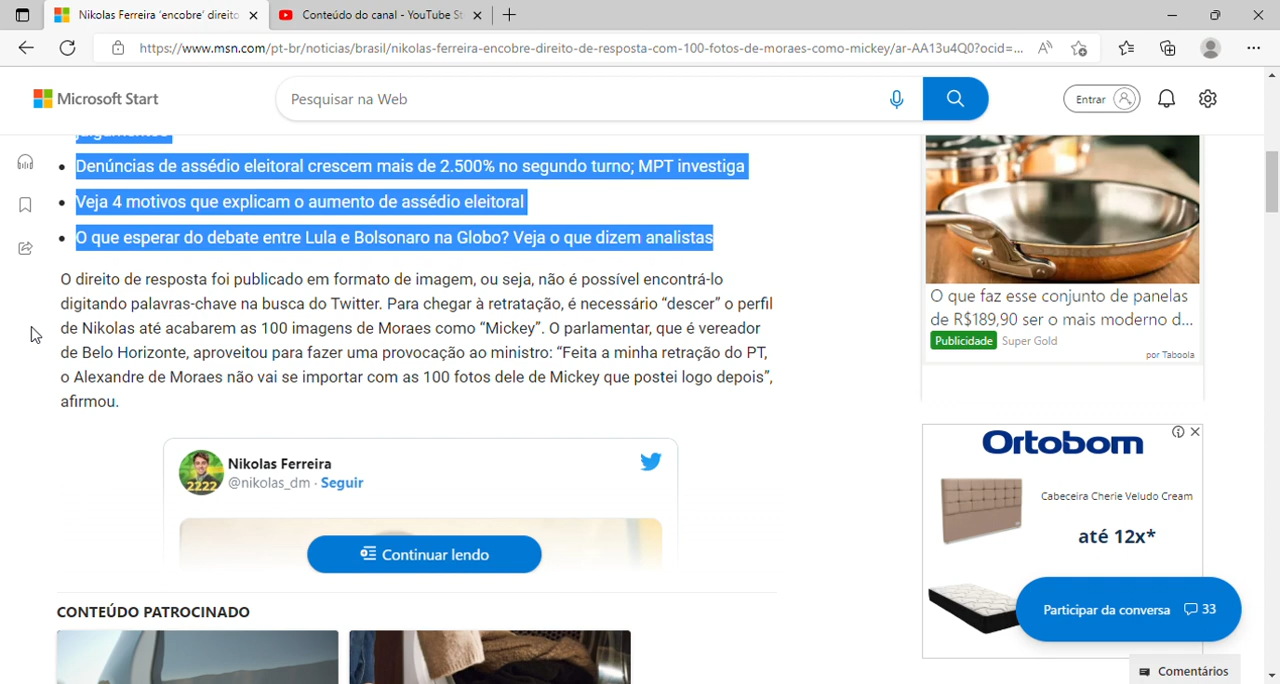 Nikolas Ferreira 'encobre' direito
Conteúdo do canal - YouTube St
https://www.msn.com/pt-br/noticias/brasil/nikolas-ferreira-encobre-direito-de-resposta-com-100-fotos-de-moraes-como-mickey/ar-AA13u4Q0?ocid=...
Microsoft Start
Pesquisar na Web
Entrar
Denúncias de assédio eleitoral crescem mais de 2.500% no segundo turno; MPT investiga
Veja 4 motivos que explicam o aumento de assédio eleitoral
O que esperar do debate entre Lula e Bolsonaro na Globo? Veja o que dizem analistas
O direito de resposta foi publicado em formato de imagem, ou seja, não é possível encontrá-lo
digitando palavras-chave na busca do Twitter. Para chegar à retratação, é necessário “descer” o perfil
de Nikolas até acabarem as 100 imagens de Moraes como “Mickey”. O parlamentar, que é vereador
de Belo Horizonte, aproveitou para fazer uma provocação ao ministro: “Feita a minha retração do PT,
o Alexandre de Moraes não vai se importar com as 100 fotos dele de Mickey que postei logo depois”,
afirmou.
2222
Nikolas Ferreira
@nikolas_dm · Seguir
Continuar lendo
CONTEÚDO PATROCINADO
O que faz esse conjunto de panelas
de R$189,90 ser o mais moderno d...
Publicidade Super Gold
por Taboola
Ortobom
Cabeceira Cherie Veludo Cream
até 12x*
Participar da conversa 33
Comentários